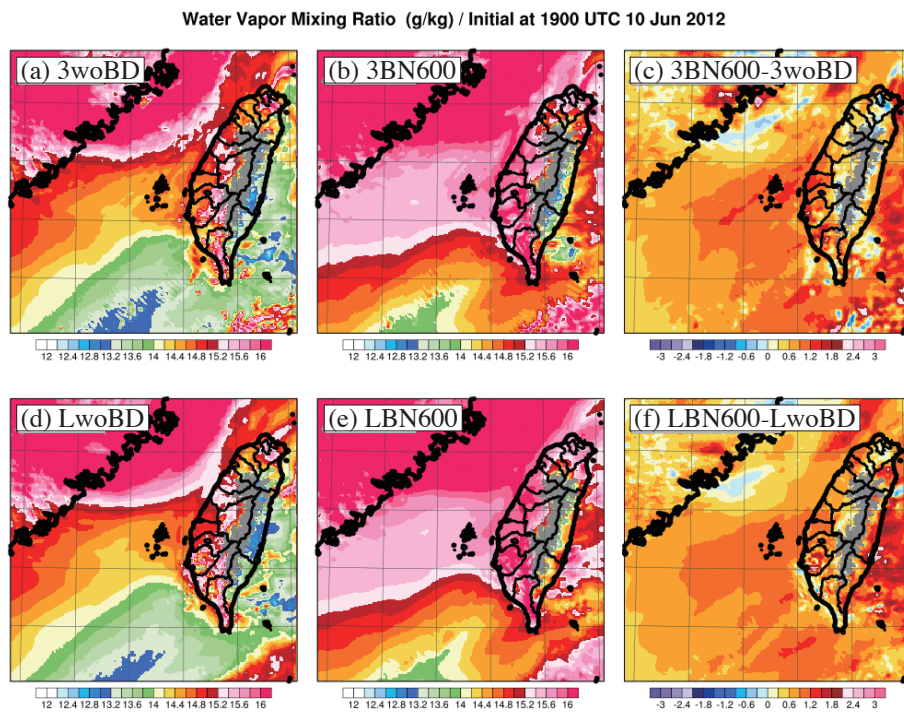 Water Vapor Mixing Ratio (g/kg) / Initial at 1900 UTC 10 Jun 2012
(a) 3woBD
(b) 3BN600
(c) 3BN600-3woBD
12 12.4 12.8 13.2 13.6 14 14.4 14.8 15.2 15.6 16
12 12.4 12.8 13.2 13.6 14 14.4 14.8 15.2 15.6 16
-3 -2.4 -1.8 -1.2 -0.6 0 0.6 1.2 1.8 2.4 3
(d) LwoBD
(e) LBN600
(f) LBN600-LwoBD
12 12.4 12.8 13.2 13.6 14 14.4 14.8 15.2 15.6 16
12 12.4 12.8 13.2 13.6 14 14.4 14.8 15.2 15.6 16
-3 -2.4 -1.8 -1.2 -0.6 0 0.6 1.2 1.8 2.4 3